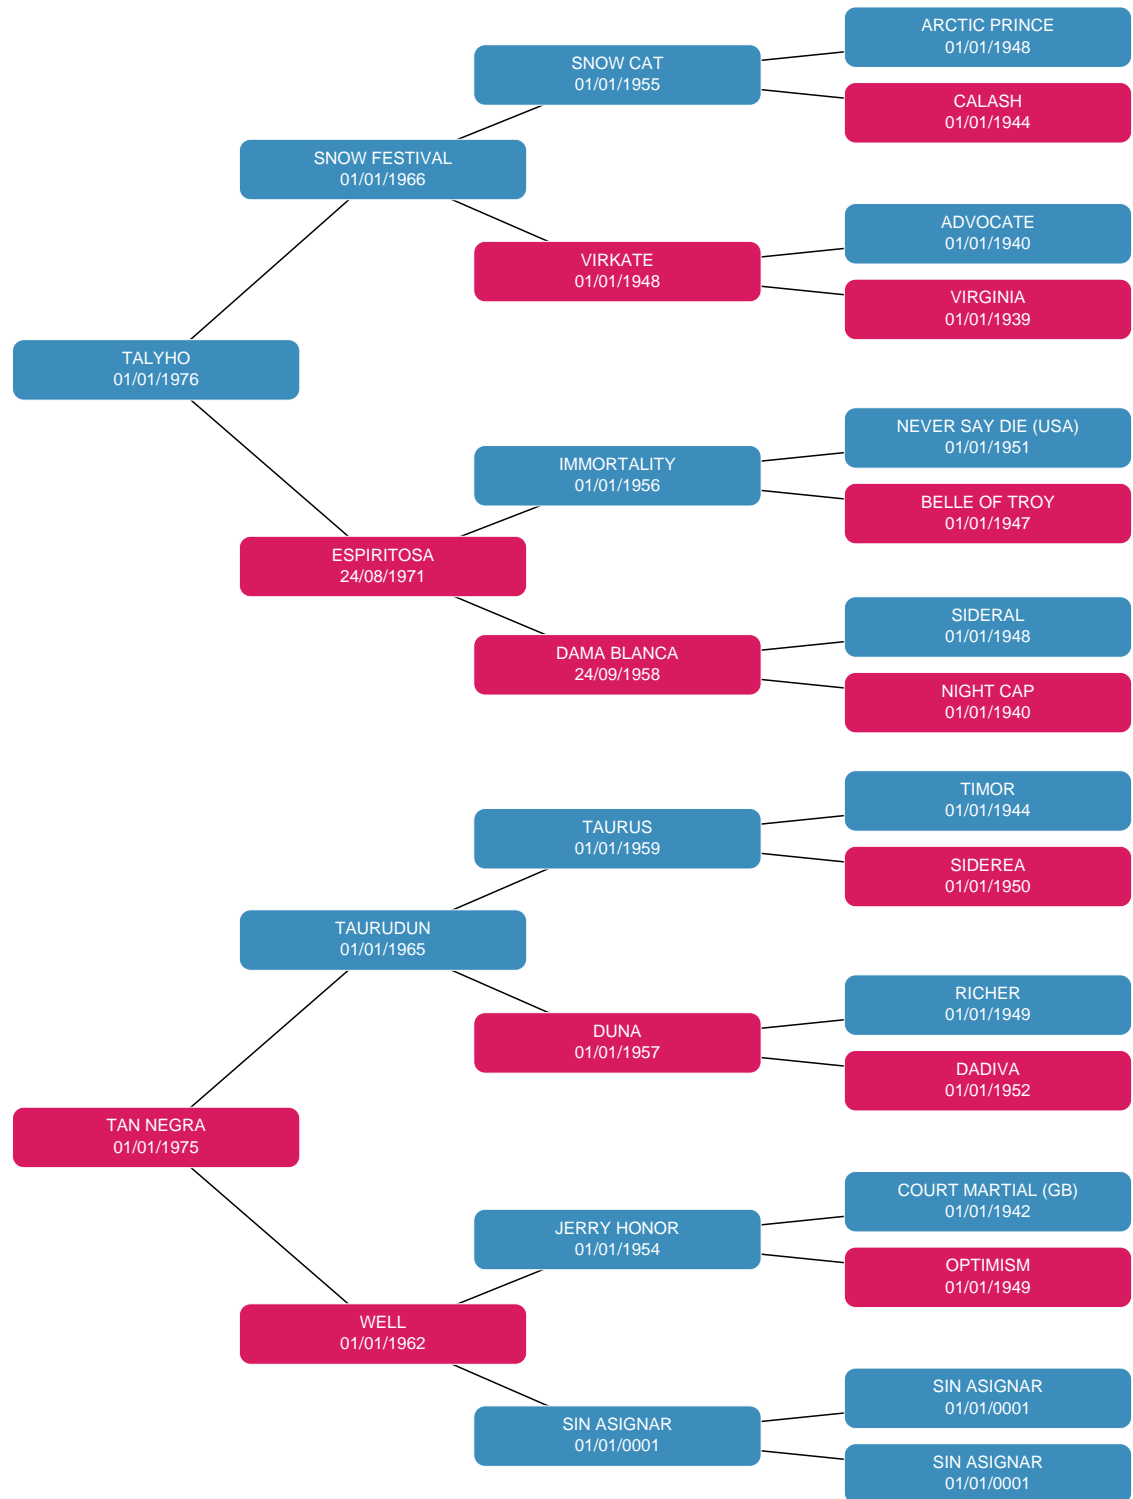 ARCTIC PRINCE
01/01/1948
SNOW CAT
01/01/1955
CALASH
01/01/1944
SNOW FESTIVAL
01/01/1966
ADVOCATE
01/01/1940
VIRKATE
01/01/1948
VIRGINIA
01/01/1939
TALYHO
01/01/1976
NEVER SAY DIE (USA)
01/01/1951
IMMORTALITY
01/01/1956
BELLE OF TROY
01/01/1947
ESPIRITOSA
24/08/1971
SIDERAL
01/01/1948
DAMA BLANCA
24/09/1958
NIGHT CAP
01/01/1940
TIMOR
01/01/1944
TAURUS
01/01/1959
SIDEREA
01/01/1950
TAURUDUN
01/01/1965
RICHER
01/01/1949
DUNA
01/01/1957
DADIVA
01/01/1952
TAN NEGRA
01/01/1975
COURT MARTIAL (GB)
01/01/1942
JERRY HONOR
01/01/1954
OPTIMISM
01/01/1949
WELL
01/01/1962
SIN ASIGNAR
01/01/0001
SIN ASIGNAR
01/01/0001
SIN ASIGNAR
01/01/0001